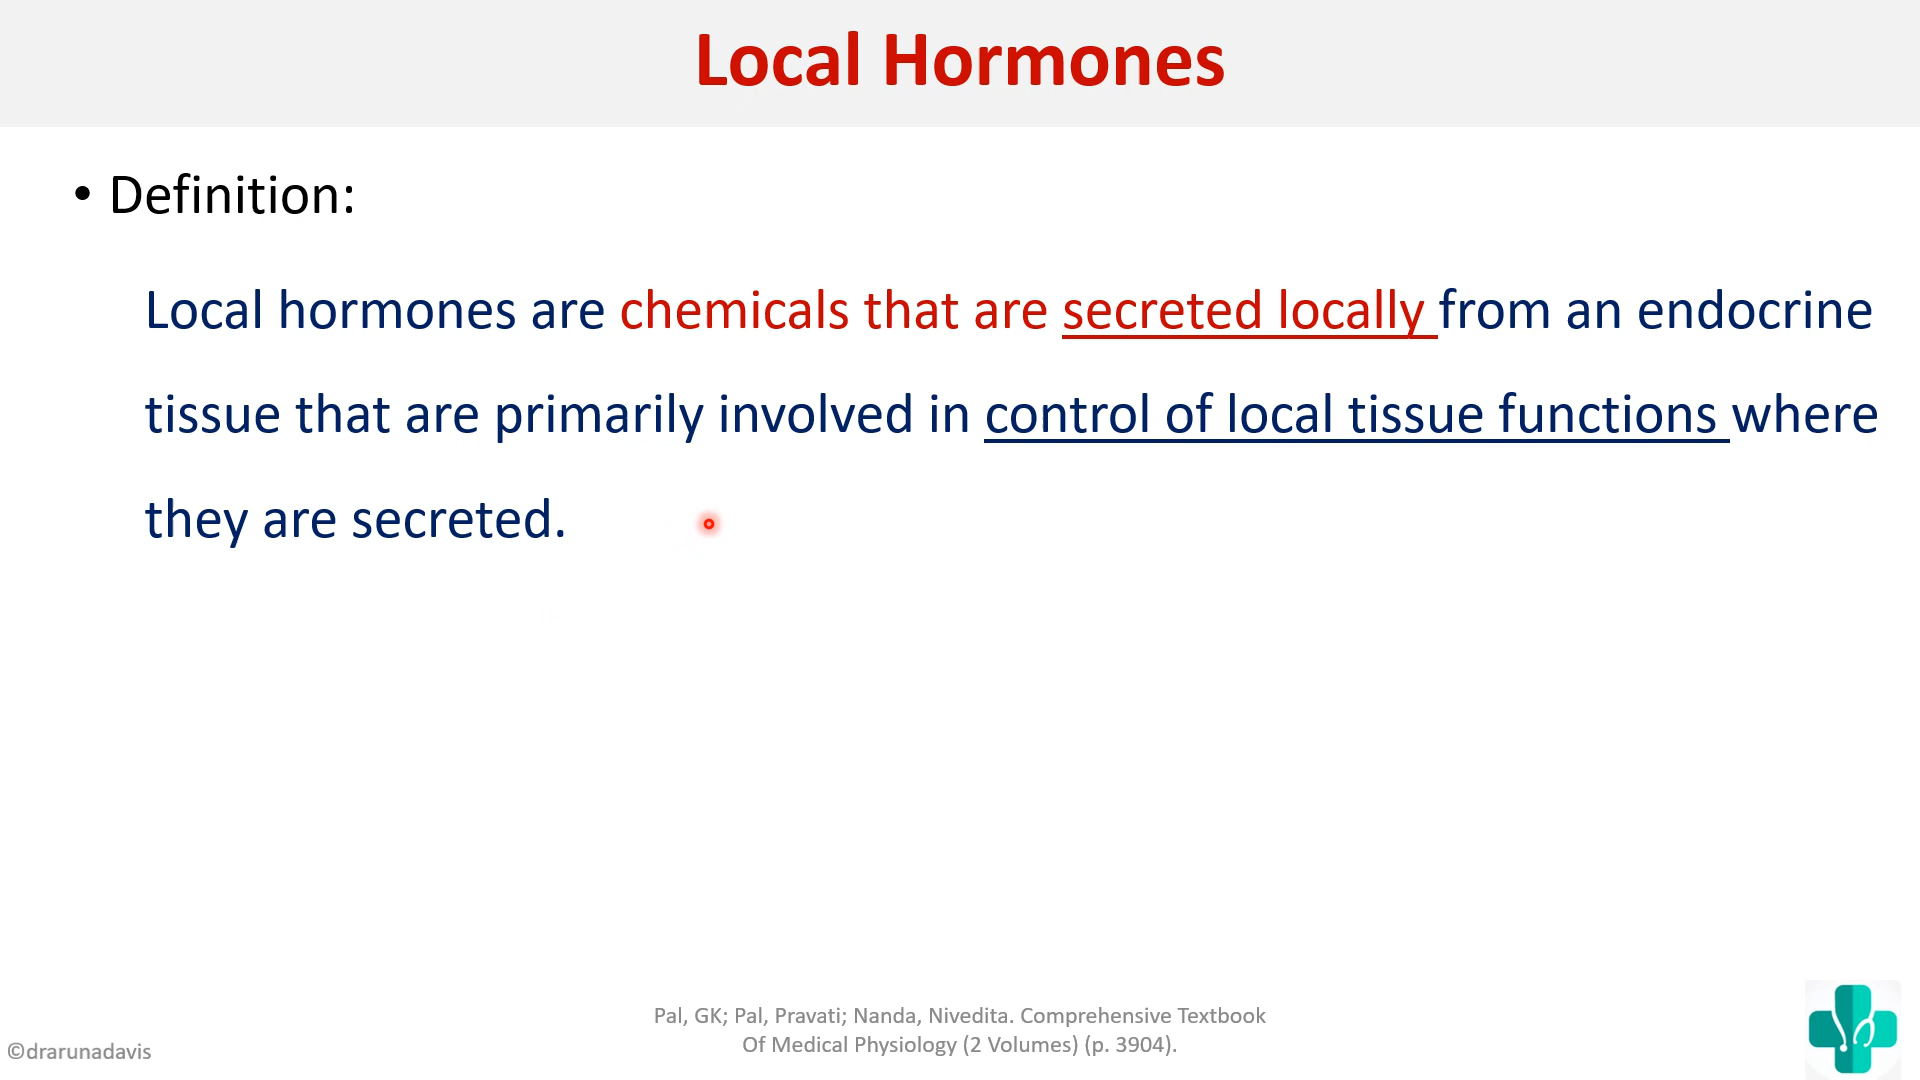 Local Hormones
• Definition:
Local hormones are chemicals that are secreted locally from an endocrine
tissue that are primarily involved in control of local tissue functions where
they are secreted.
Pal, GK; Pal, Pravati; Nanda, Nivedita. Comprehensive Textbook
Of Medical Physiology (2 Volumes) (p. 3904).
©drarunadavis